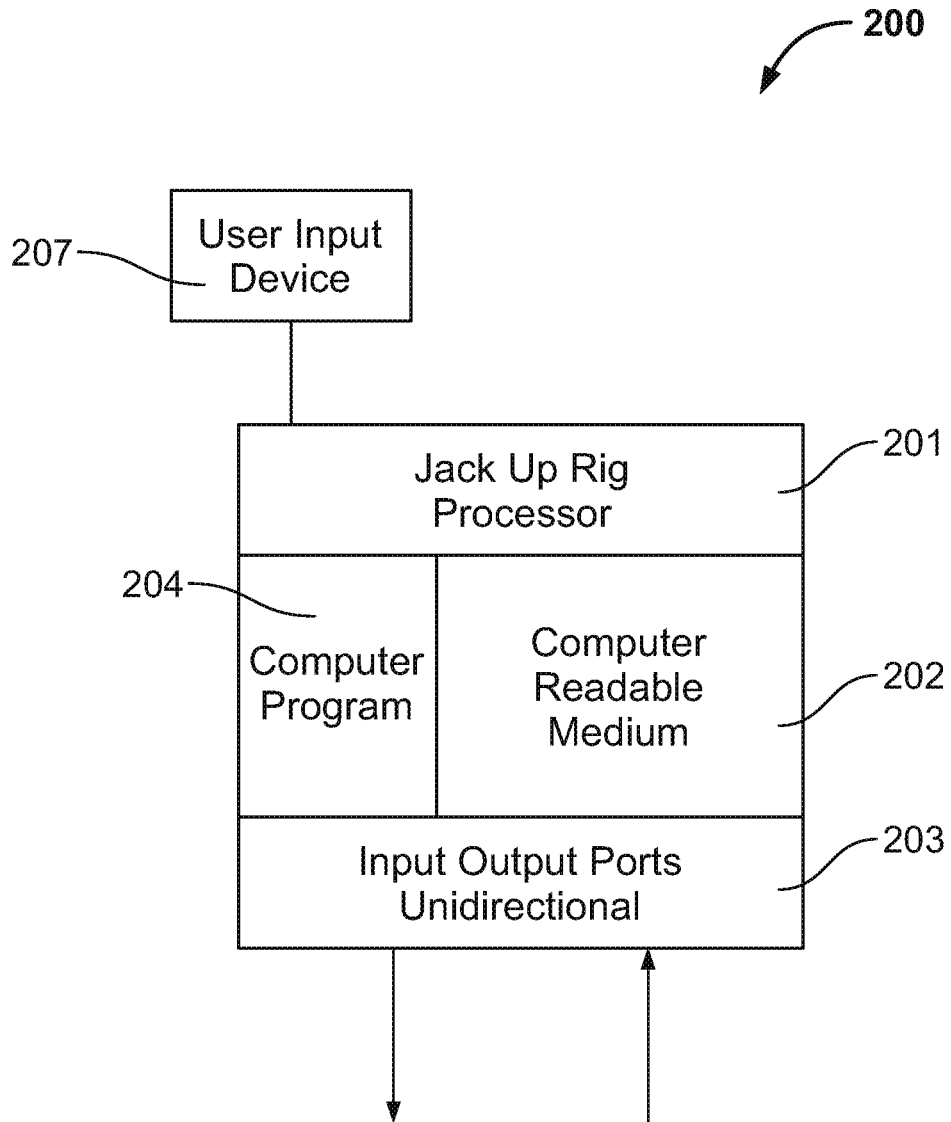 200
User Input
Device
207
Jack Up Rig
Processor
201
204
Computer
Program
Computer
Readable
Medium
202
Input Output Ports
Unidirectional
203